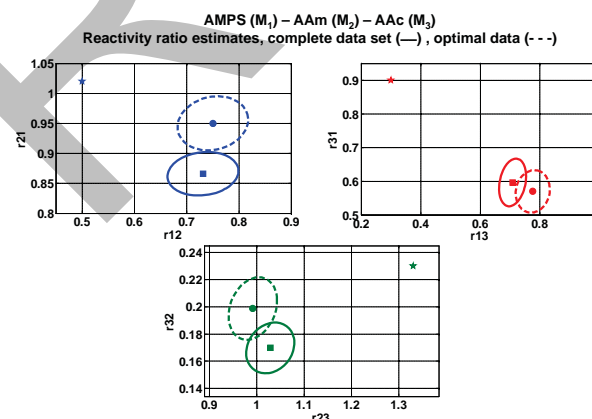 AMPS (M₁) – AAm (M₂) – AAc (M₃)
Reactivity ratio estimates, complete data set (—) , optimal data (- - -)
1.05
1
0.95
0.9
0.85
0.8
r21
0.5 0.6 0.7 0.8 0.9
r12
0.9
0.8
0.7
0.6
0.5
r31
0.2 0.4 0.6 0.8
r13
0.24
0.22
0.2
0.18
0.16
0.14
r32
0.9 1 1.1 1.2 1.3
r23